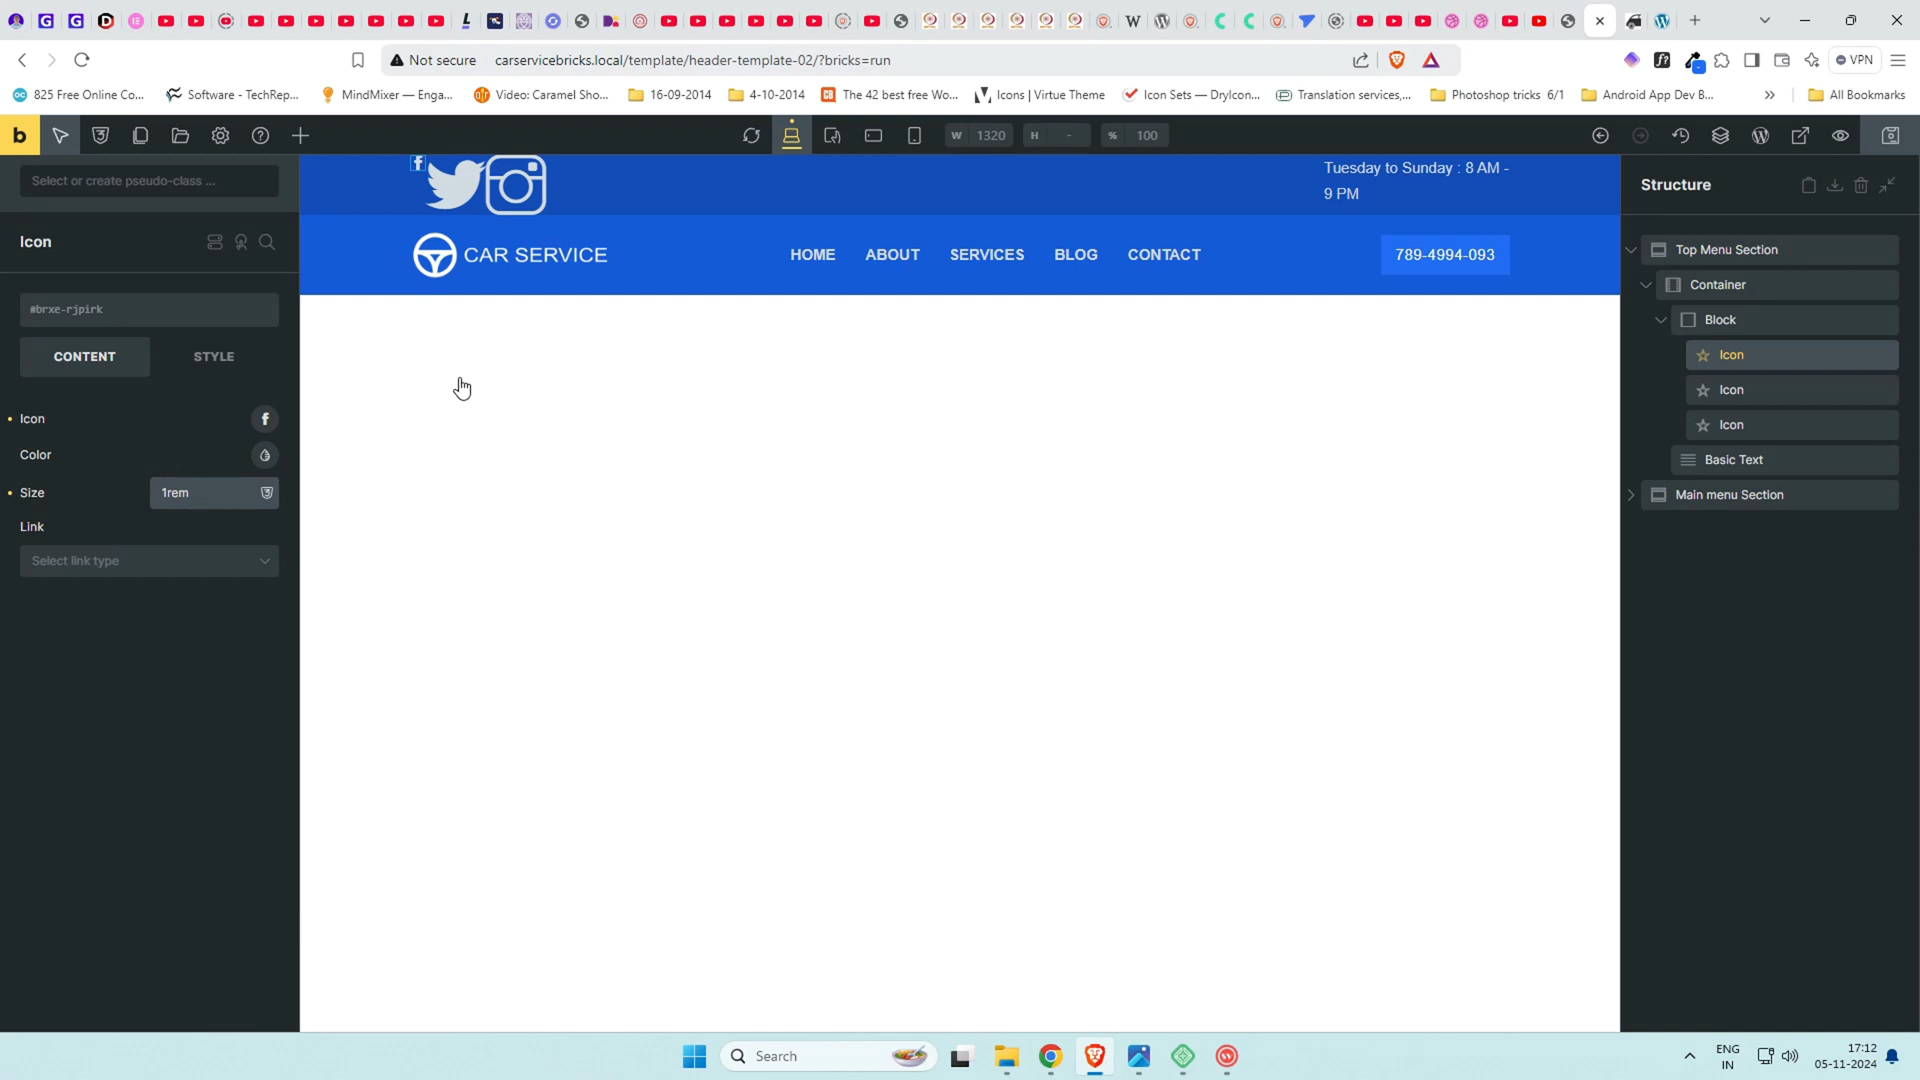 Not secure
carservicebricks.local/template/header-template-02/?bricks=run
VPN
825 Free Online Co...
Software - TechRep...
MindMixer — Enga...
Video: Caramel Sho...
16-09-2014
4-10-2014
The 42 best free Wo...
Icons | Virtue Theme
Icon Sets — DryIcon...
Translation services,...
Photoshop tricks 6/1
Android App Dev B...
All Bookmarks
b
W 1320
H -
% 100
Select or create pseudo-class ...
Icon
#brxe-rjpirk
CONTENT
STYLE
Icon
Color
Size
1rem
Link
Select link type
Tuesday to Sunday : 8 AM -
9 PM
CAR SERVICE
HOME
ABOUT
SERVICES
BLOG
CONTACT
789-4994-093
Structure
Top Menu Section
Container
Block
Icon
Icon
Icon
Basic Text
Main menu Section
Search
ENG
IN
17:12
05-11-2024